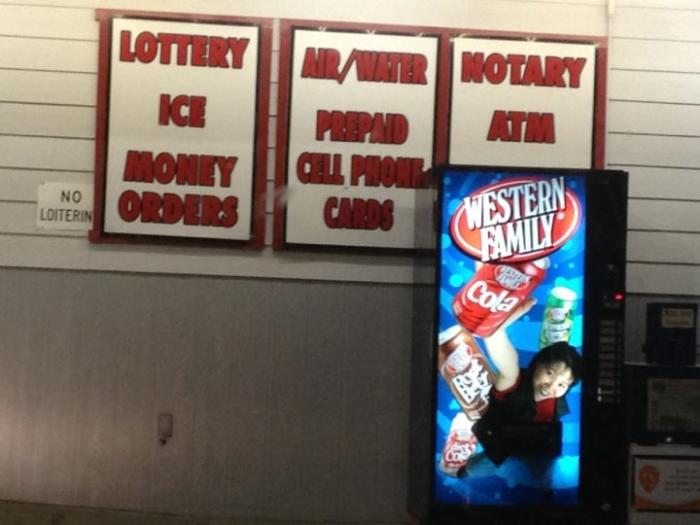 LOTTERY
ICE
MONEY
ORDERS
AIR/WATER
PREPAID
CELL PHONE
CARDS
NOTARY
ATM
NO
LOITERIN
WESTERN
FAMILY
Cola